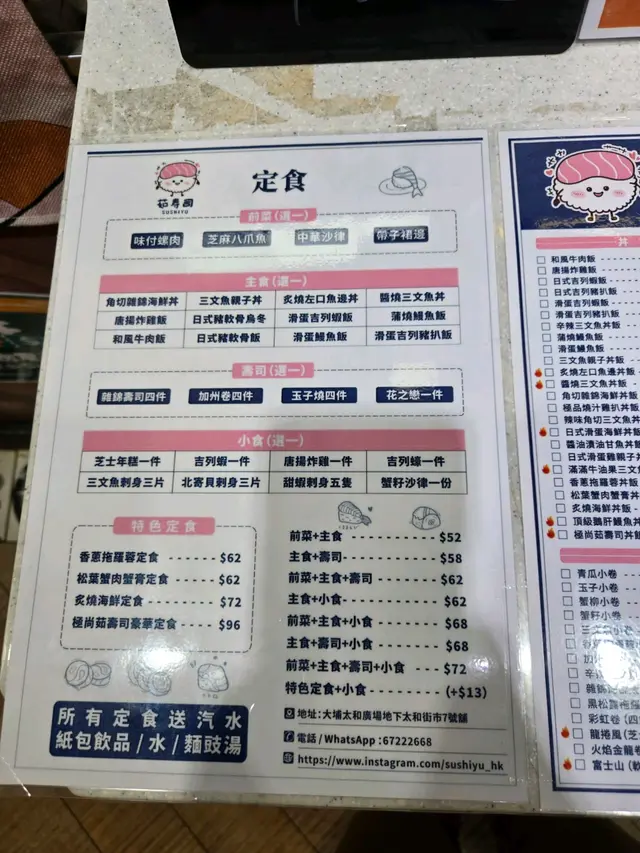 茹壽司
SUSHIYU
定食
前菜(選一)
味付螺肉 芝麻八爪魚 中華沙律 帶子裙邊
主食(選一)
角切雜錦海鮮丼 三文魚親子丼 炙燒左口魚邊丼 醬燒三文魚丼
唐揚炸雞飯 日式豬軟骨烏冬 滑蛋吉列蝦飯 蒲燒鰻魚飯
和風牛肉飯 日式豬軟骨飯 滑蛋鰻魚飯 滑蛋吉列豬扒飯
壽司(選一)
雜錦壽司四件 加州卷四件 玉子燒四件 花之戀一件
小食(選一)
芝士年糕一件 吉列蝦一件 唐揚炸雞一件 吉列蠔一件
三文魚刺身三片 北寄貝刺身三片 甜蝦刺身五隻 蟹籽沙律一份
特色定食
香蔥拖羅蓉定食 ------- $62
松葉蟹肉蟹膏定食 ----- $62
炙燒海鮮定食 -------- $72
極尚茹壽司豪華定食 ---- $96
前菜+主食 ------------ $52
主食+壽司 ------------ $58
前菜+主食+壽司 -------- $62
主食+小食 ------------ $62
前菜+主食+小食 -------- $68
主食+壽司+小食 -------- $68
前菜+主食+壽司+小食 ---- $72
特色定食+小食 --------- (+$13)
所有定食送汽水
紙包飲品/水/麵豉湯
地址:大埔太和廣場地下太和街市7號舖
電話/WhatsApp:67222668
https://www.instagram.com/sushiyu_hk
丼
和風牛肉飯
唐揚炸雞飯
日式吉列蝦飯
日式吉列豬扒飯
滑蛋吉列蝦飯
滑蛋吉列豬扒飯
辛辣三文魚丼飯
蒲燒鰻魚飯
滑蛋鰻魚飯
三文魚親子丼飯
炙燒左口魚邊丼飯
醬燒三文魚丼飯
角切雜錦海鮮丼飯
極品燒汁雞扒丼飯
辣味角切三文魚丼
日式滑蛋海鮮丼飯
醬油漬油甘魚丼飯
日式滑蛋雞親子丼
滿滿牛油果三文魚
香蔥拖羅蓉丼飯
松葉蟹肉蟹膏丼
炙燒海鮮丼飯
頂級鵝肝鰻魚丼
極尚茹壽司丼飯
青瓜小卷
玉子小卷
蟹柳小卷
蟹籽小卷
加州
雜錦
黑松露拖羅
彩虹卷(四
龍捲風(芝士
火焰金龍卷
富士山(軟